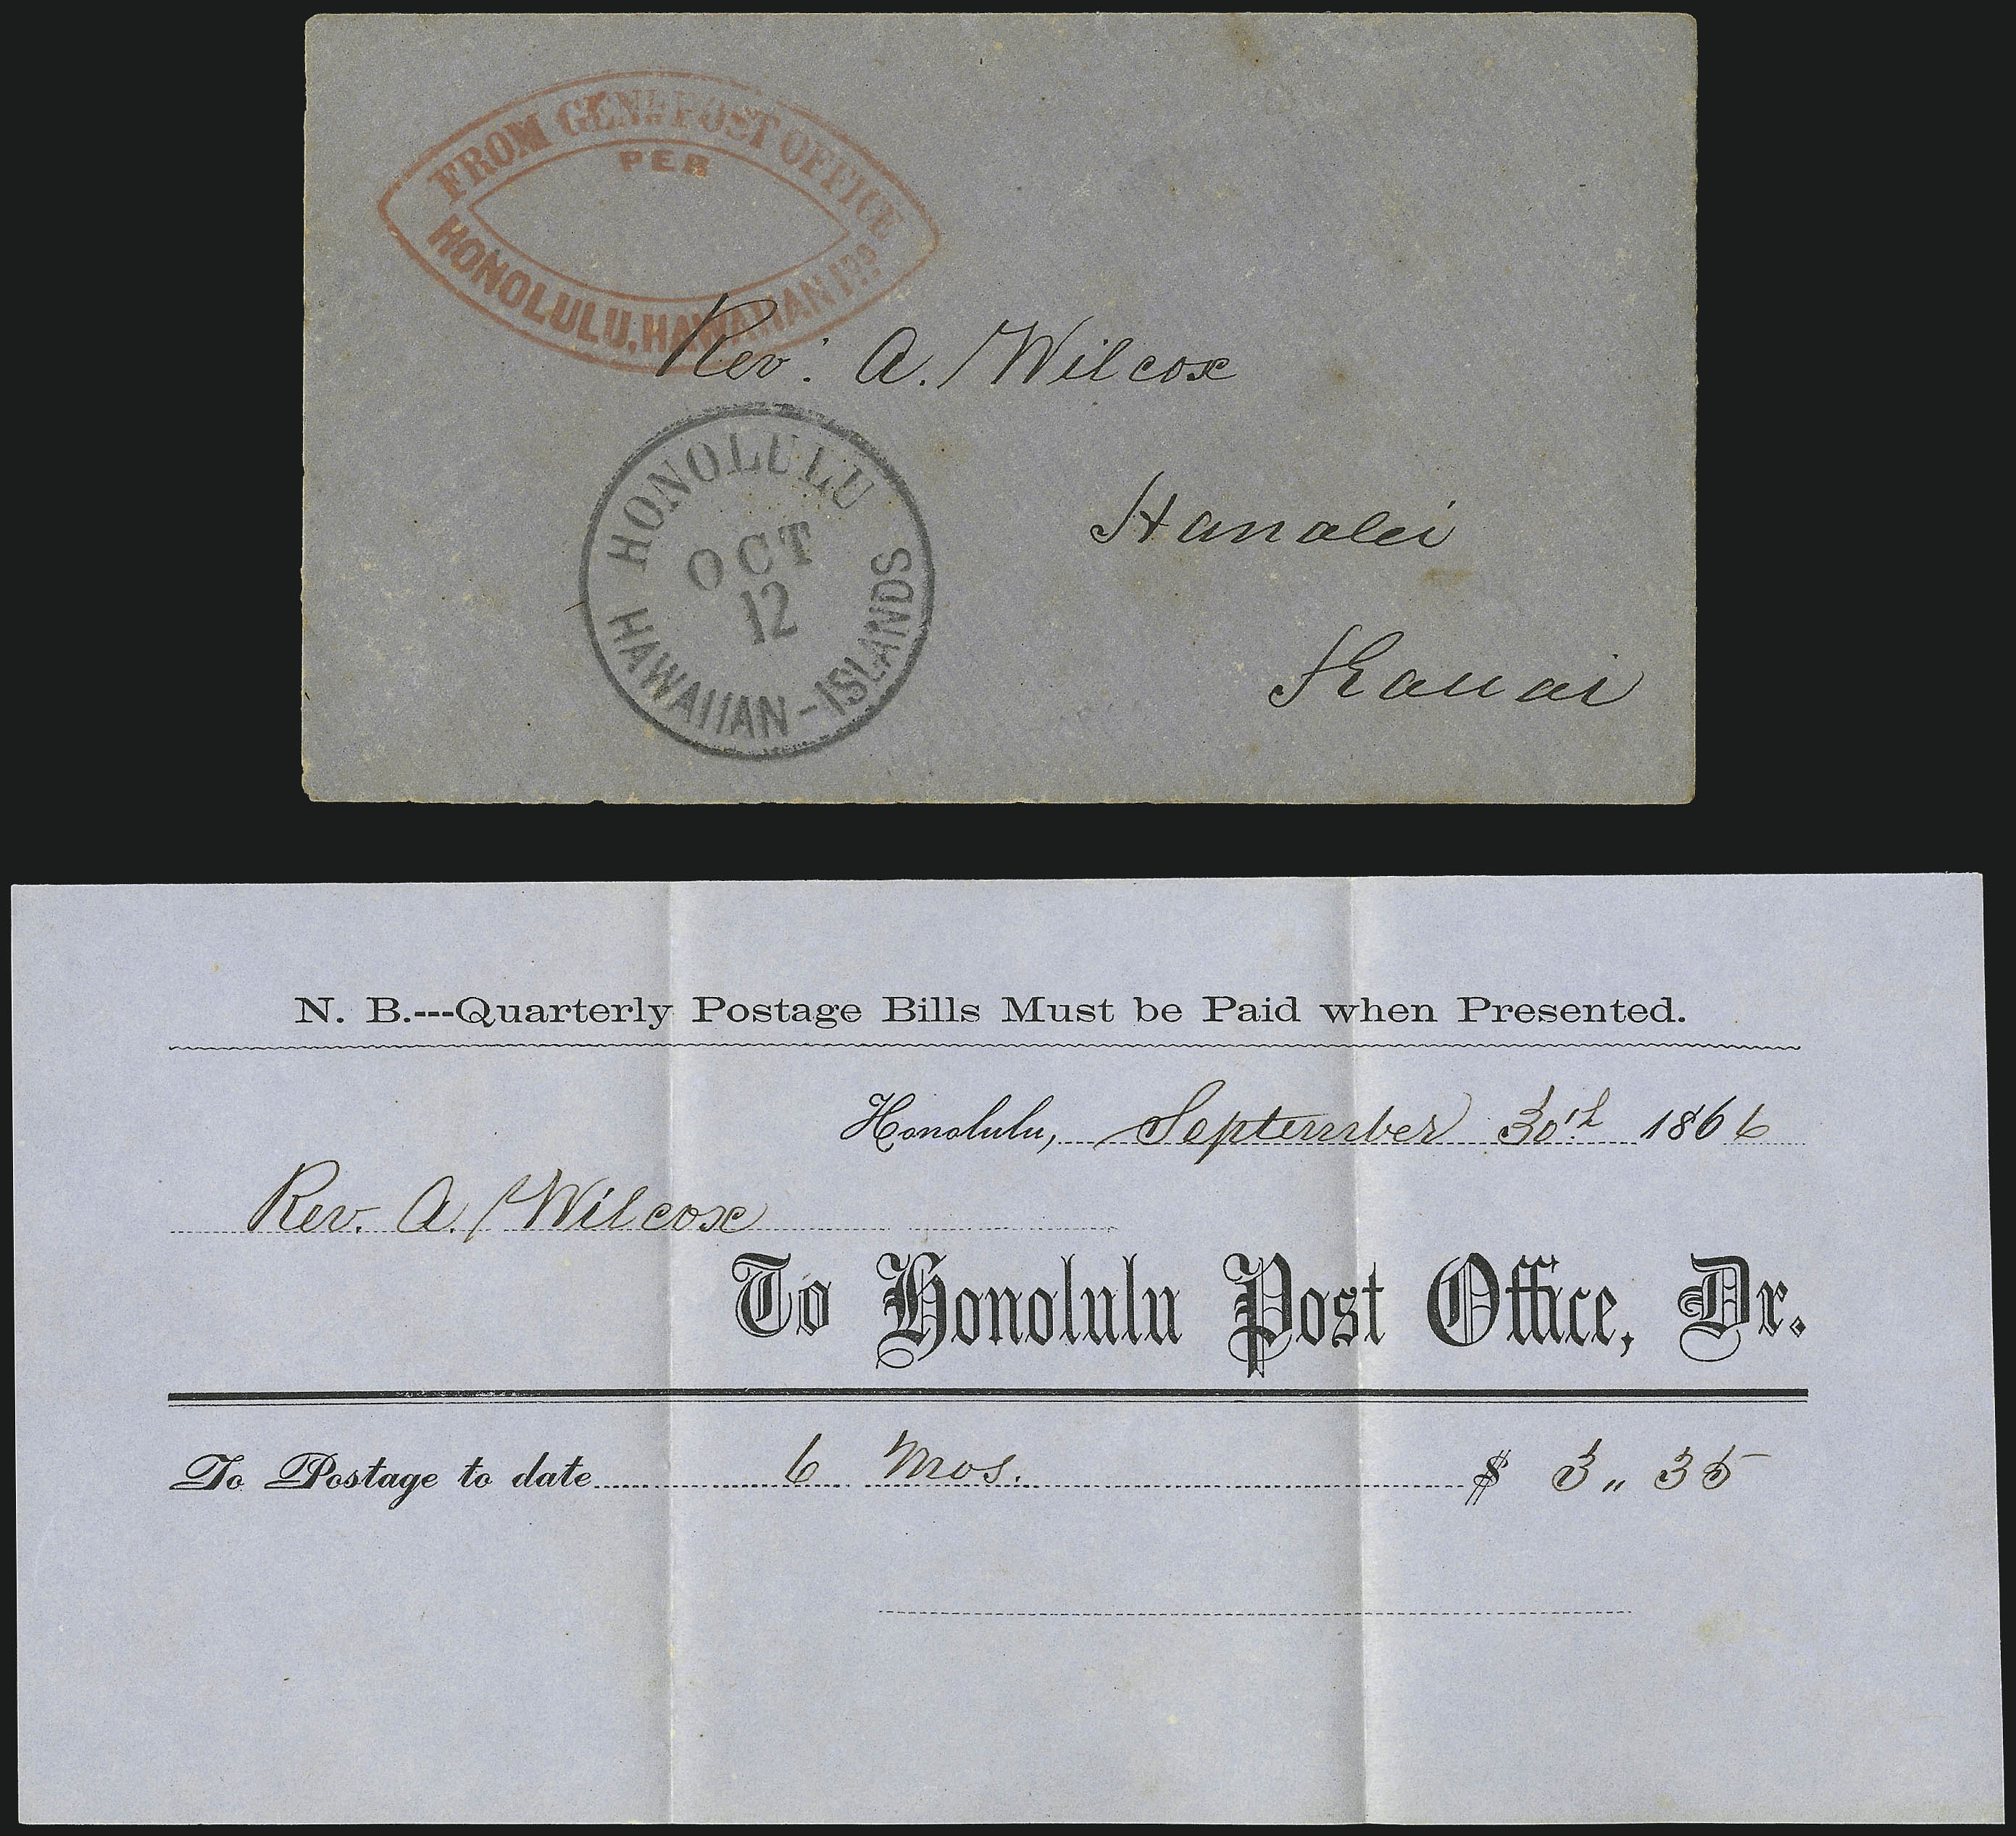 FROM GENL. POST OFFICE
PER
HONOLULU, HAWAIIAN IDS.
Rev. A. Wilcox
HONOLULU
OCT
12
HAWAIIAN-ISLANDS
Hanalei
Kauai
N. B.---Quarterly Postage Bills Must be Paid when Presented.
Honolulu, September 30th 1866
Rev. A. Wilcox
To Honolulu Post Office, Dr.
To Postage to date 6 Mos. $ 3,, 35